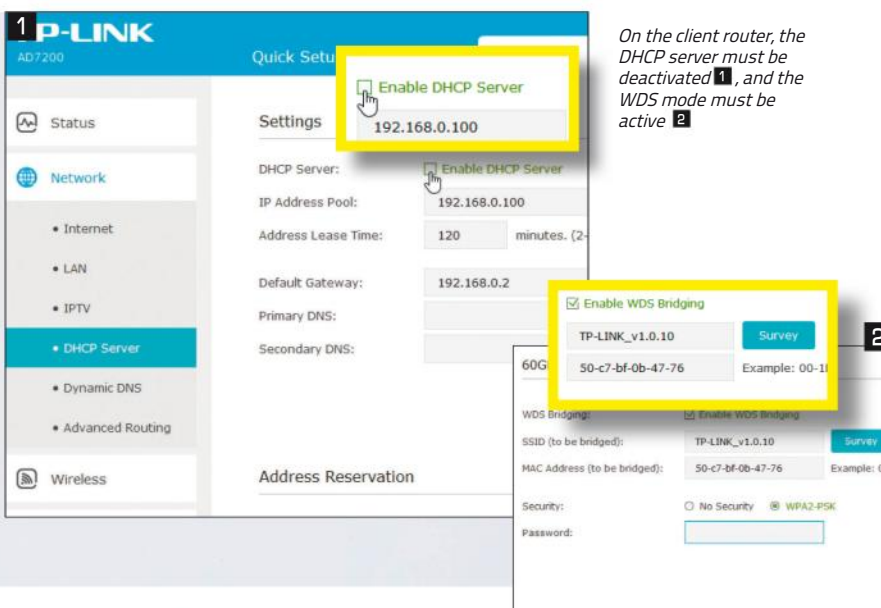 1
P-LINK
AD7200
Quick Setu
Enable DHCP Server
192.168.0.100
On the client router, the
DHCP server must be
deactivated 1, and the
WDS mode must be
active 2
Status
Network
• Internet
• LAN
• IPTV
• DHCP Server
• Dynamic DNS
• Advanced Routing
Wireless
Settings
DHCP Server: Enable DHCP Server
IP Address Pool: 192.168.0.100
Address Lease Time: 120 minutes. (2-
Default Gateway: 192.168.0.2
Primary DNS:
Secondary DNS:
Address Reservation
2
Enable WDS Bridging
TP-LINK_v1.0.10 Survey
50-c7-bf-0b-47-76 Example: 00-1
60G
WDS Bridging: Enable WDS Bridging
SSID (to be bridged): TP-LINK_v1.0.10 Survey
MAC Address (to be bridged): 50-c7-bf-0b-47-76 Example: 0
Security: No Security WPA2-PSK
Password: